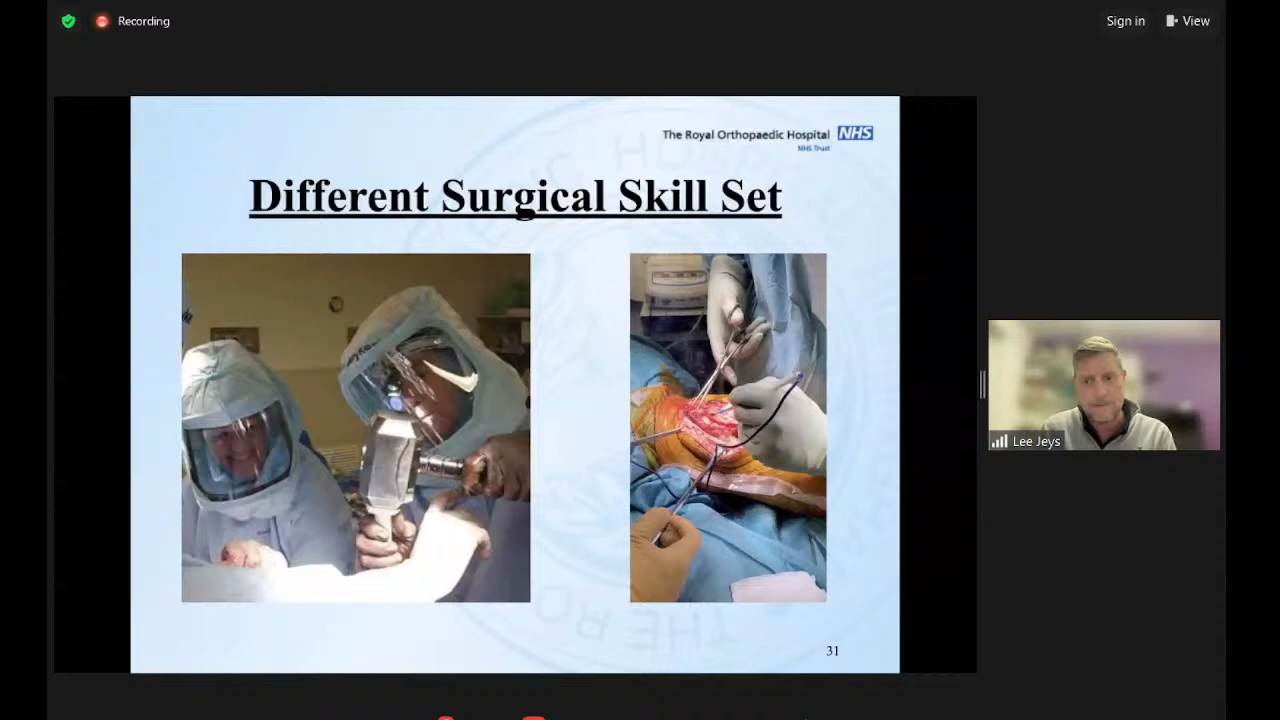 Recording
Sign in
View
The Royal Orthopaedic Hospital NHS
NHS Trust
Different Surgical Skill Set
Lee Jeys
31